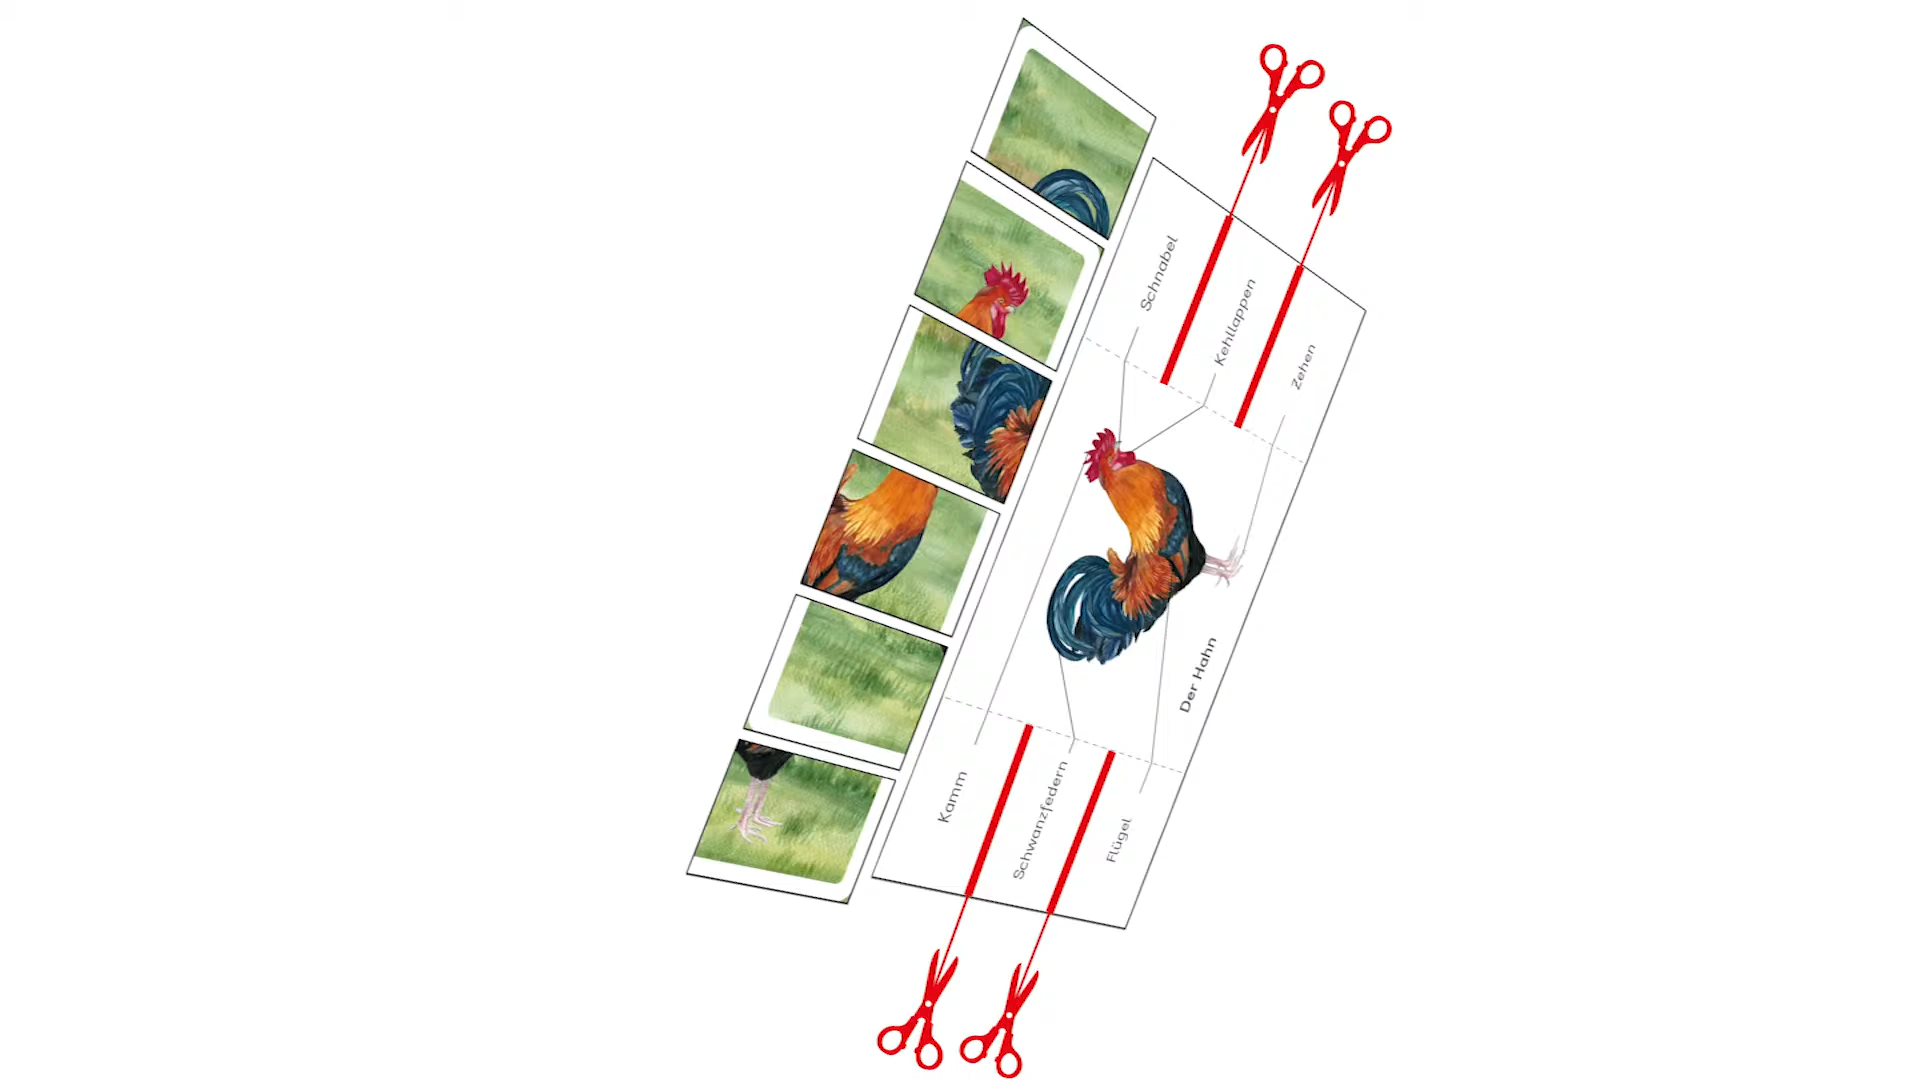 Schnabel
Kehllappen
Zehen
Der Hahn
Kamm
Schwanzfedern
Flügel